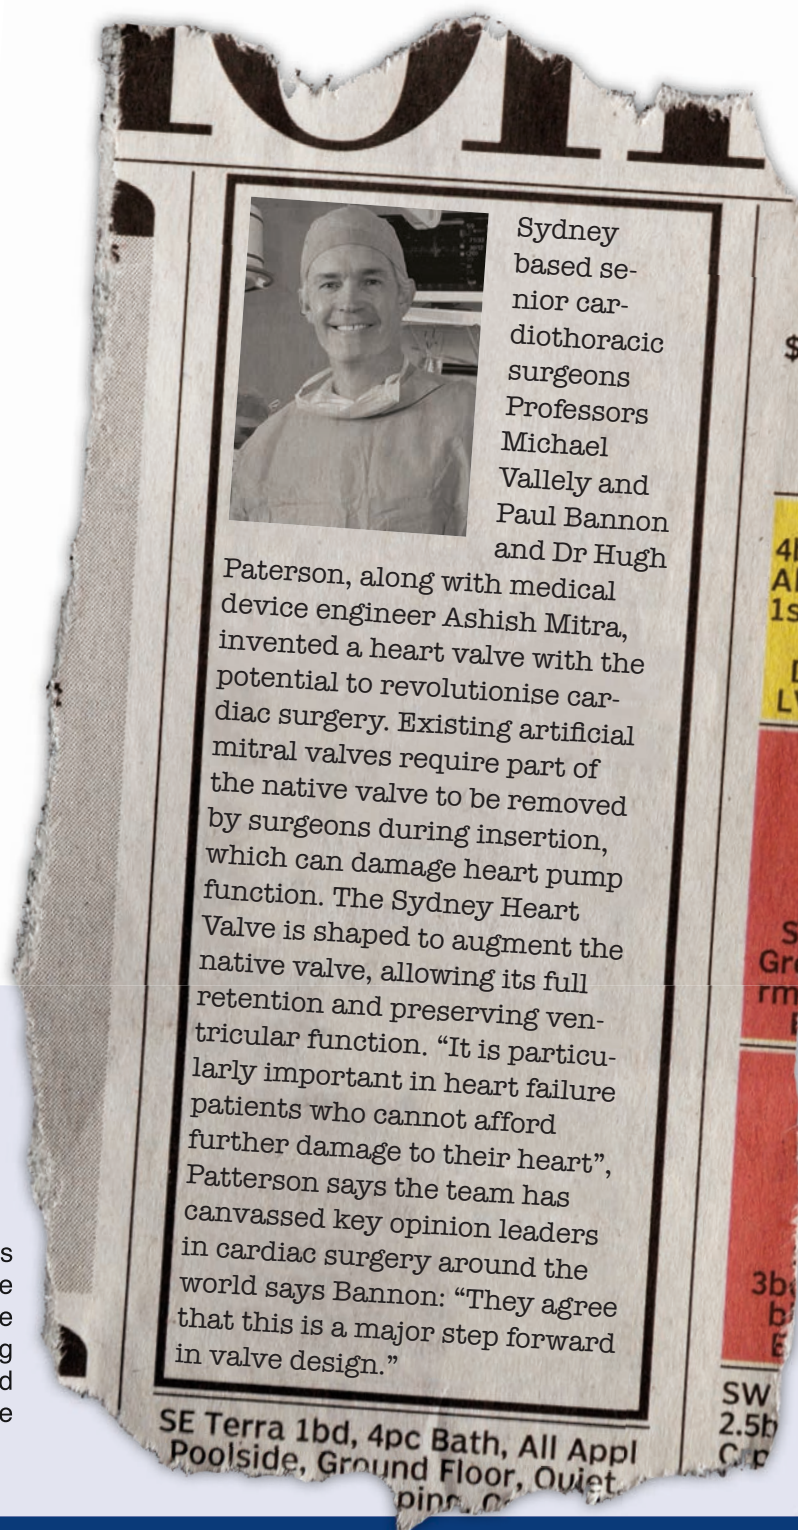 Sydney
based se-
nior car-
diothoracic
surgeons
Professors
Michael
Vallely and
Paul Bannon
and Dr Hugh
Paterson, along with medical
device engineer Ashish Mitra,
invented a heart valve with the
potential to revolutionise car-
diac surgery. Existing artificial
mitral valves require part of
the native valve to be removed
by surgeons during insertion,
which can damage heart pump
function. The Sydney Heart
Valve is shaped to augment the
native valve, allowing its full
retention and preserving ven-
tricular function. “It is particu-
larly important in heart failure
patients who cannot afford
further damage to their heart”,
Patterson says the team has
canvassed key opinion leaders
in cardiac surgery around the
world says Bannon: “They agree
that this is a major step forward
in valve design.”
SE Terra 1bd, 4pc Bath, All Appl
Poolside, Ground Floor, Quiet
$
1s
S
Gr
rm
3b
SW
2.5b
s
e
e
g
d
e